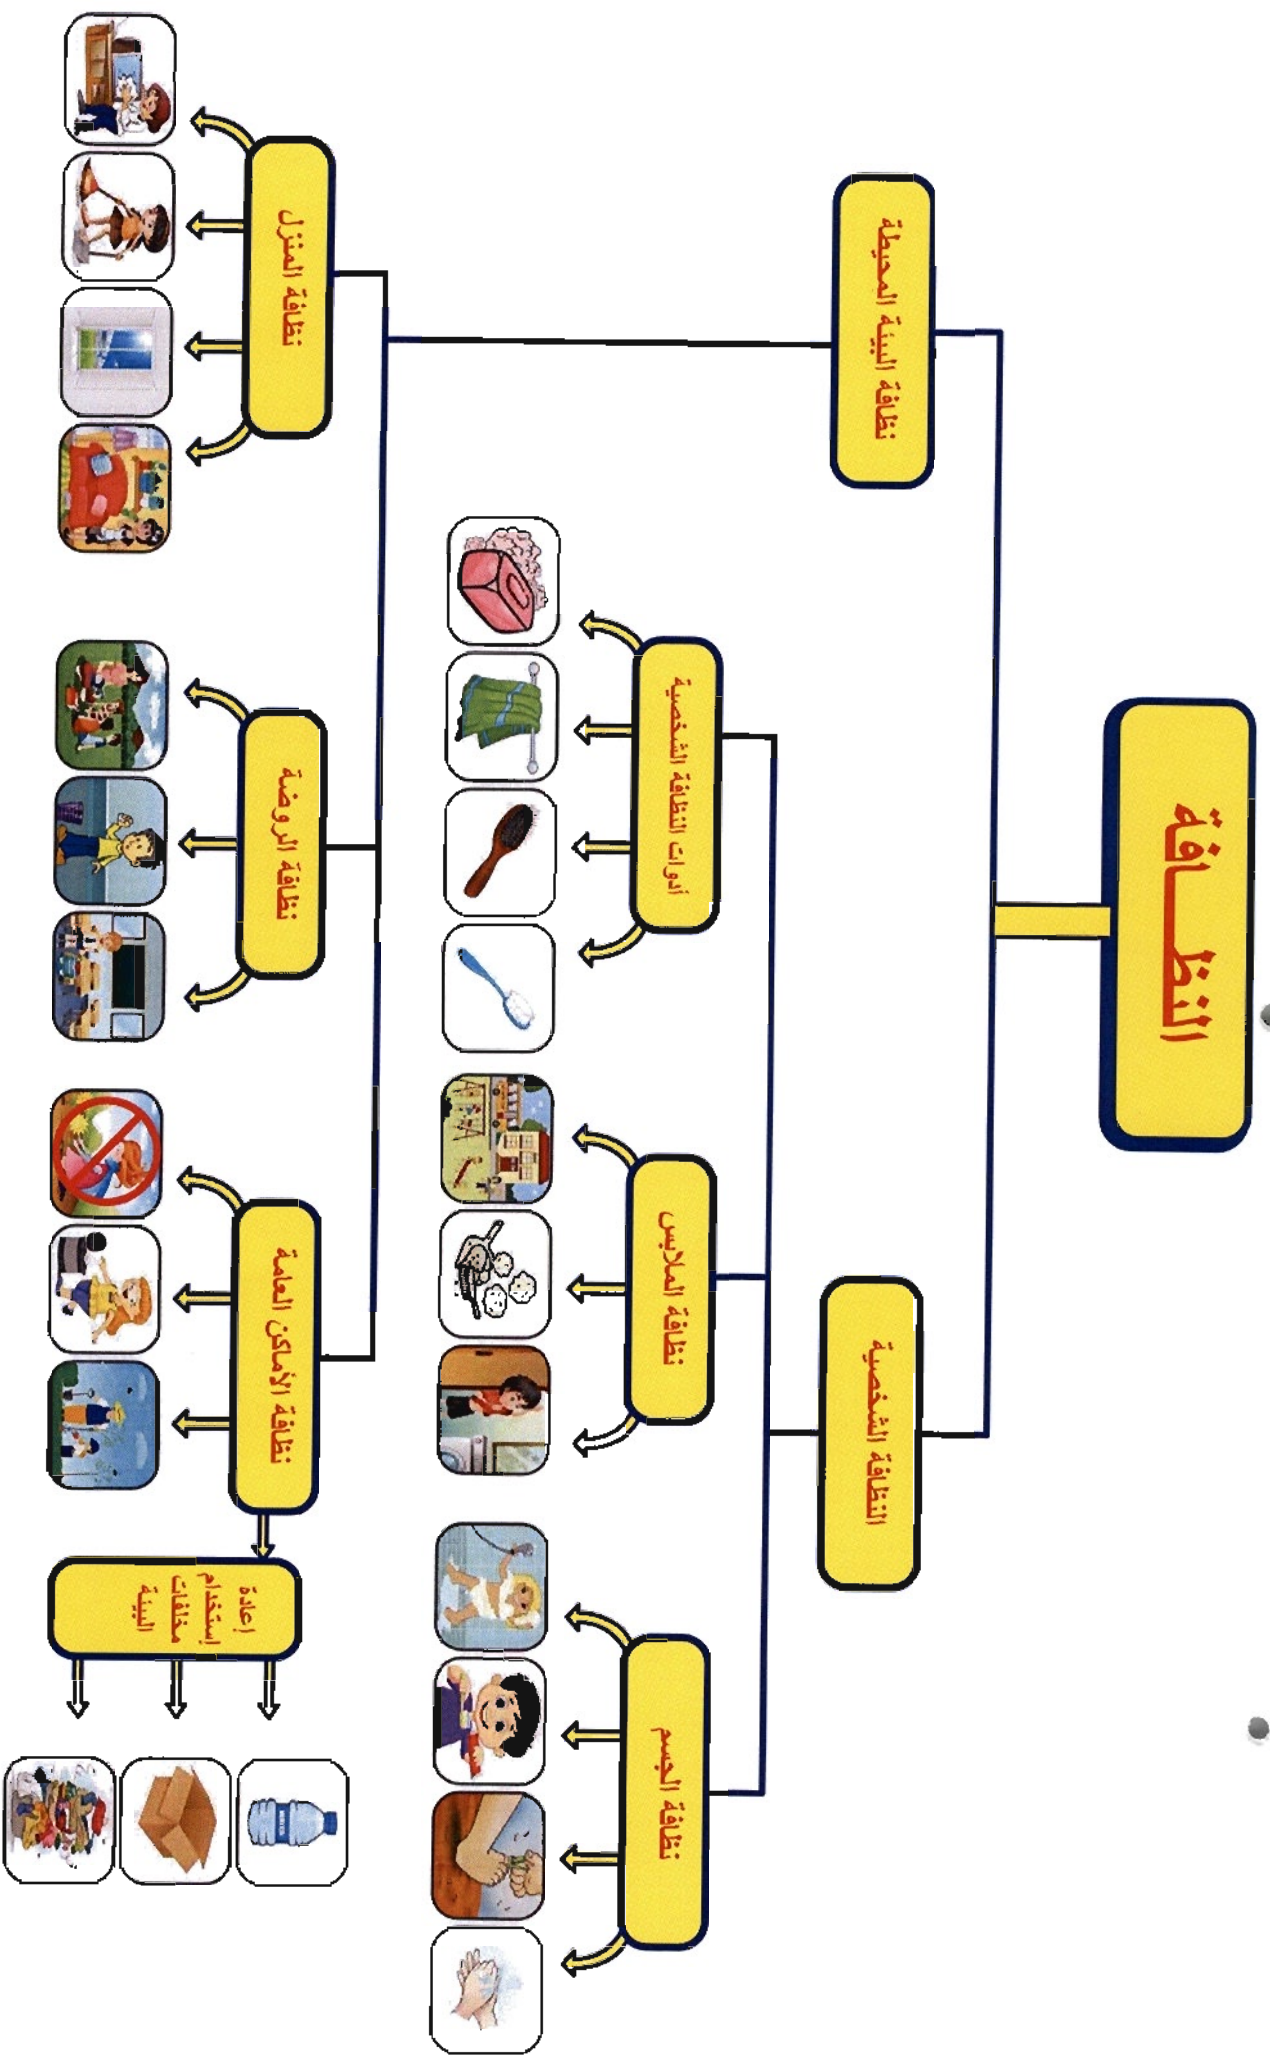 النظـــافة
النظافة الشخصية
نظافة البيئة المحيطة
نظافة الجسم
نظافة الملابس
أدوات النظافة الشخصية
نظافة المنزل
نظافة الروضة
نظافة الأماكن العامة
إعادة
إستخدام
مخلفات
البيئة